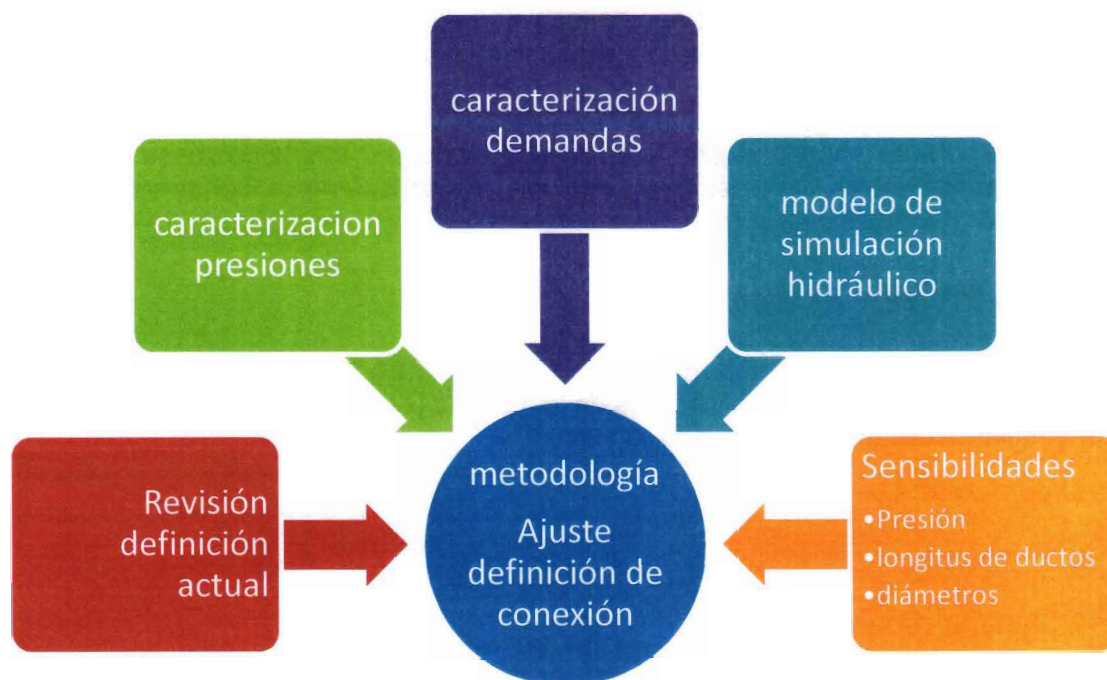 caracterización
demandas
caracterizacion
presiones
modelo de
simulación
hidráulico
Revisión
definición
actual
metodología
Ajuste
definición de
conexión
Sensibilidades
•Presión
•longitus de ductos
•diámetros